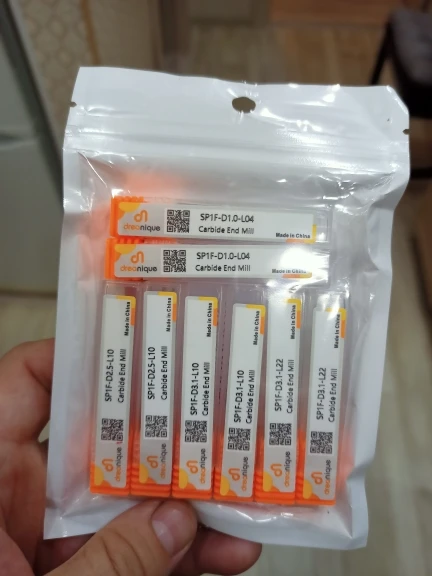 dreanique
SP1F-D1.0-L04
Carbide End Mill
Made in China
dreanique
SP1F-D1.0-L04
Carbide End Mill
Made in China
dreanique
SP1F-D2.5-L10
Carbide End Mill
Made in China
dreanique
SP1F-D2.5-L10
Carbide End Mill
Made in China
dreanique
SP1F-D3.1-L10
Carbide End Mill
Made in China
dreanique
SP1F-D3.1-L10
Carbide End Mill
Made in China
dreanique
SP1F-D3.1-L22
Carbide End Mill
Made in China
dreanique
SP1F-D3.1-L22
Carbide End Mill
Made in China